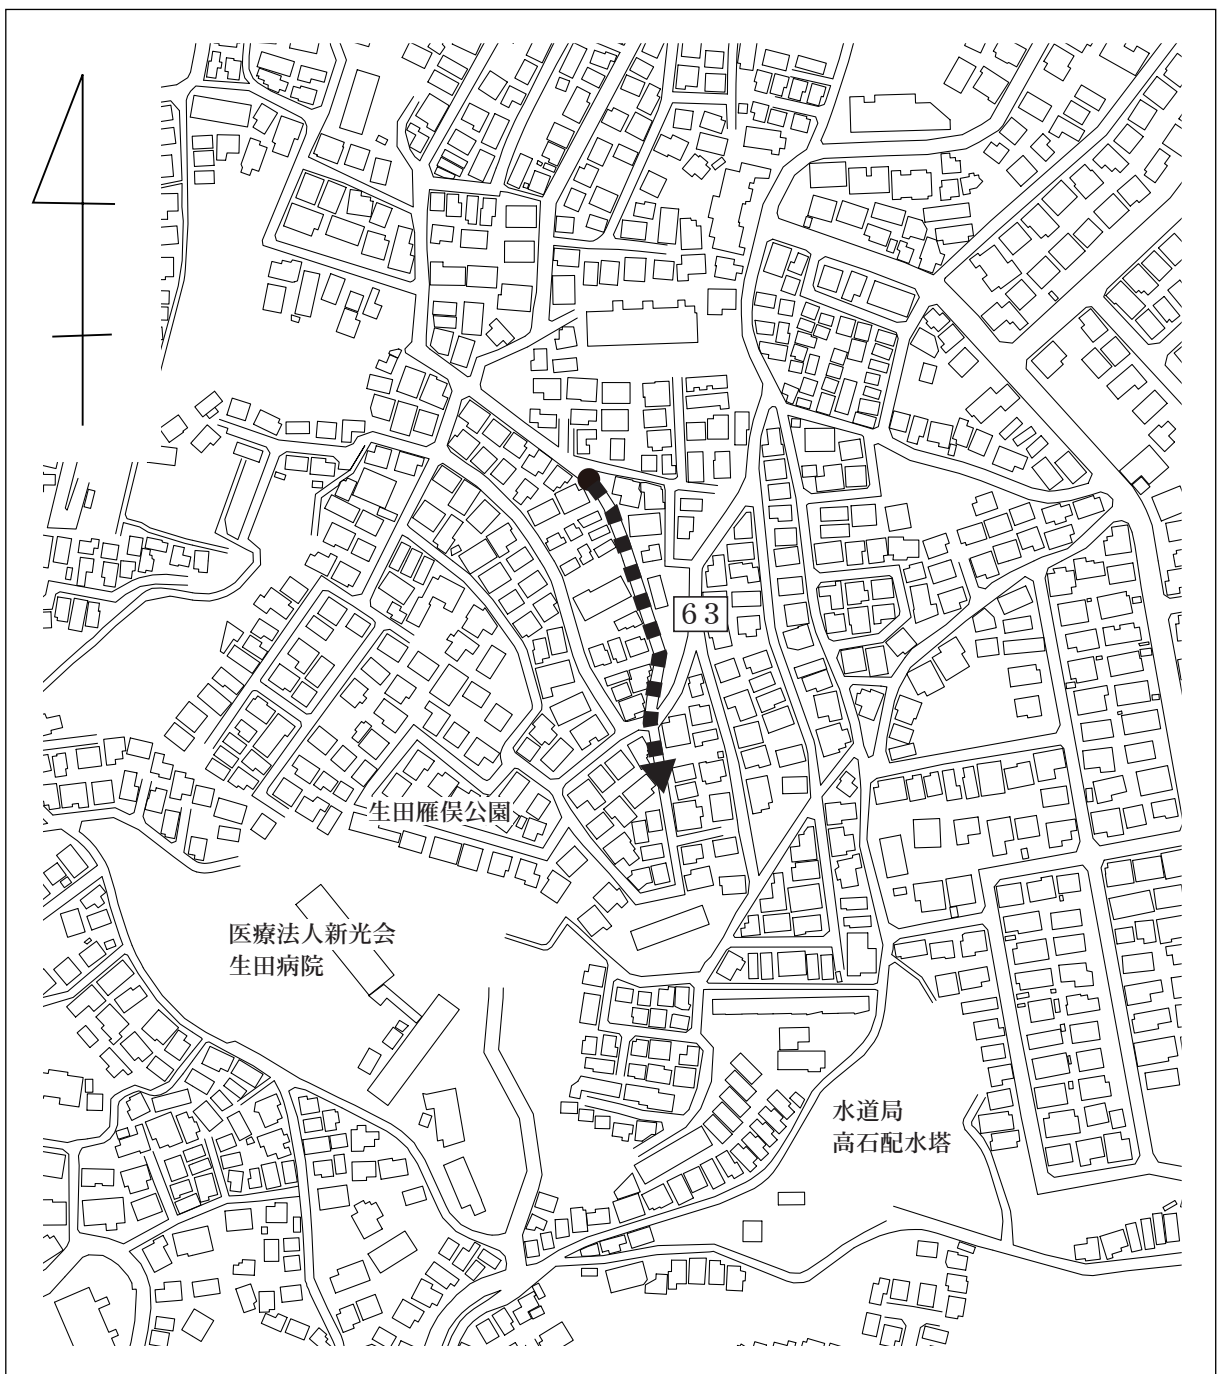 ６３
生田雁俣公園
医療法人新光会
生田病院
水道局
高石配水塔